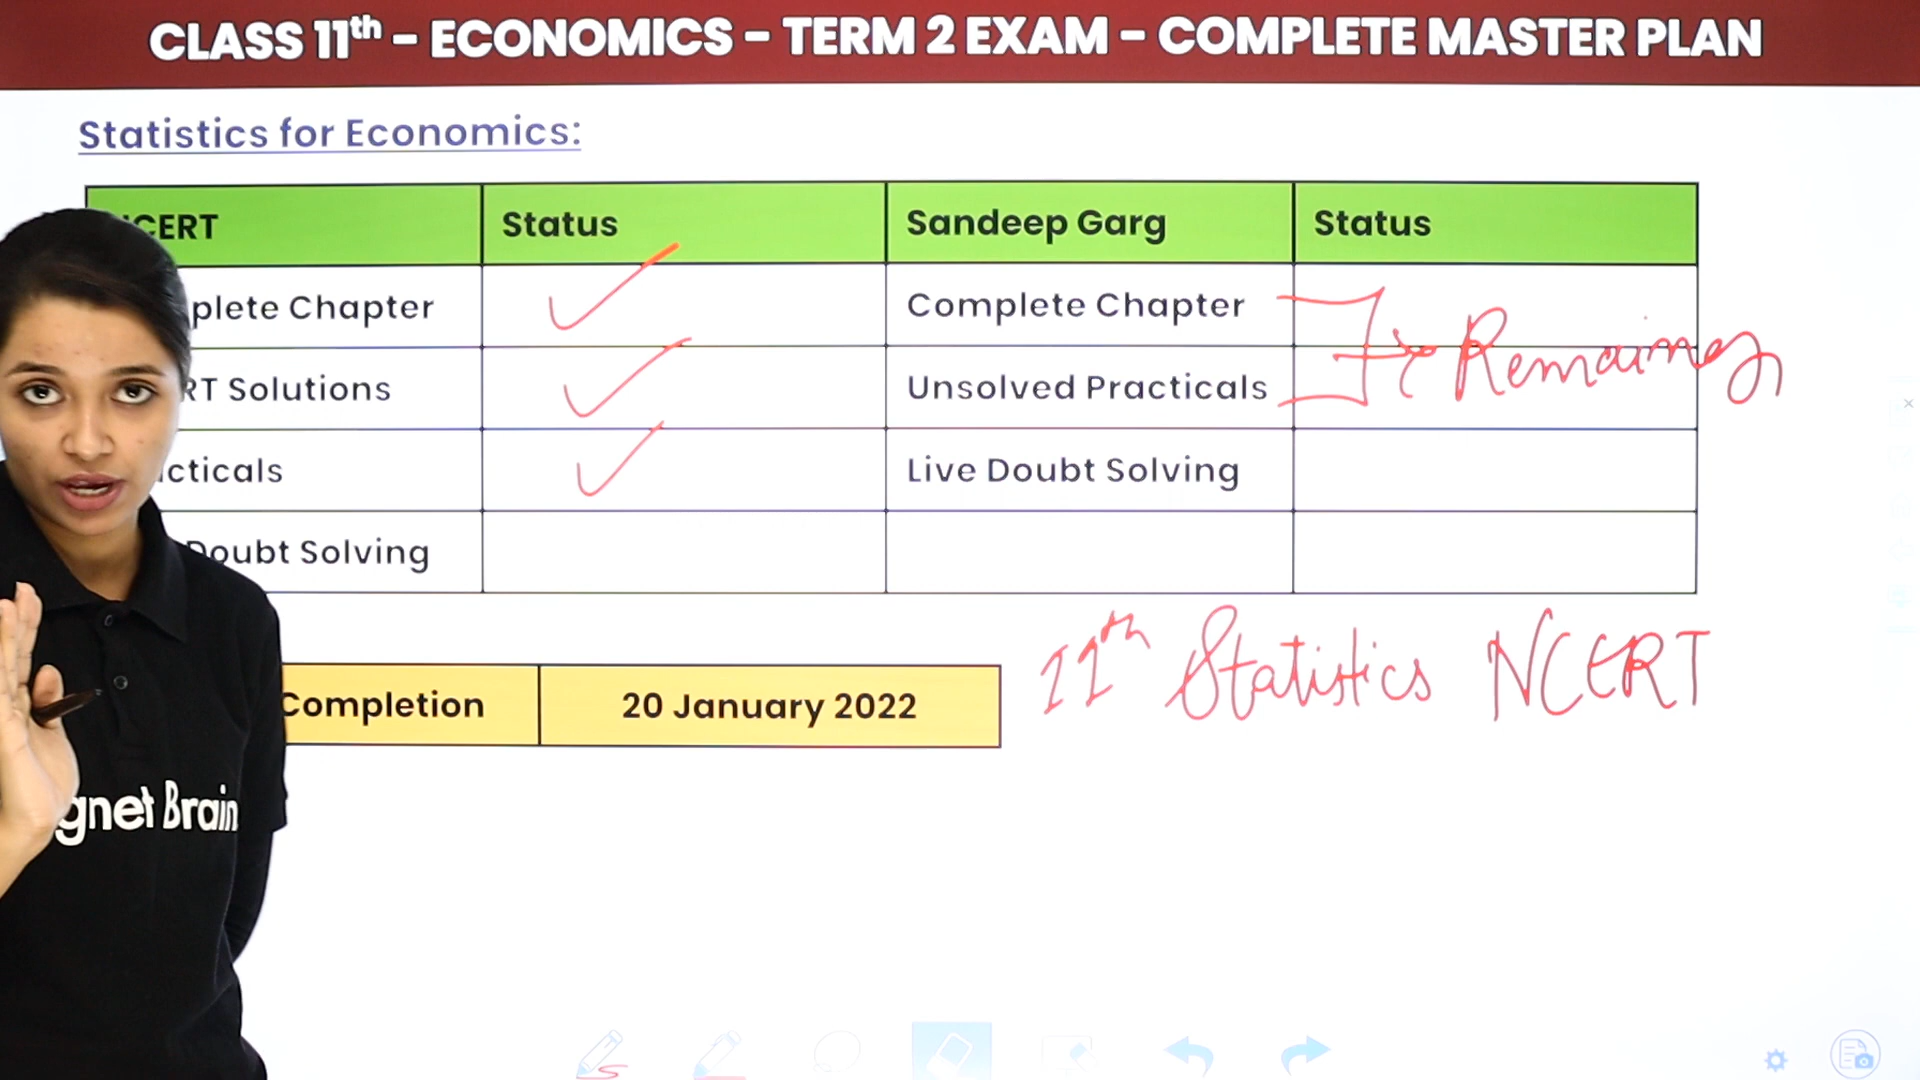 CLASS 11th - ECONOMICS - TERM 2 EXAM - COMPLETE MASTER PLAN
Statistics for Economics:
CERT Status Sandeep Garg Status
plete Chapter Complete Chapter
Remaining
RT Solutions Unsolved Practicals
cticals Live Doubt Solving
Doubt Solving
11th Statistics NCERT
Completion 20 January 2022
gnet Brain